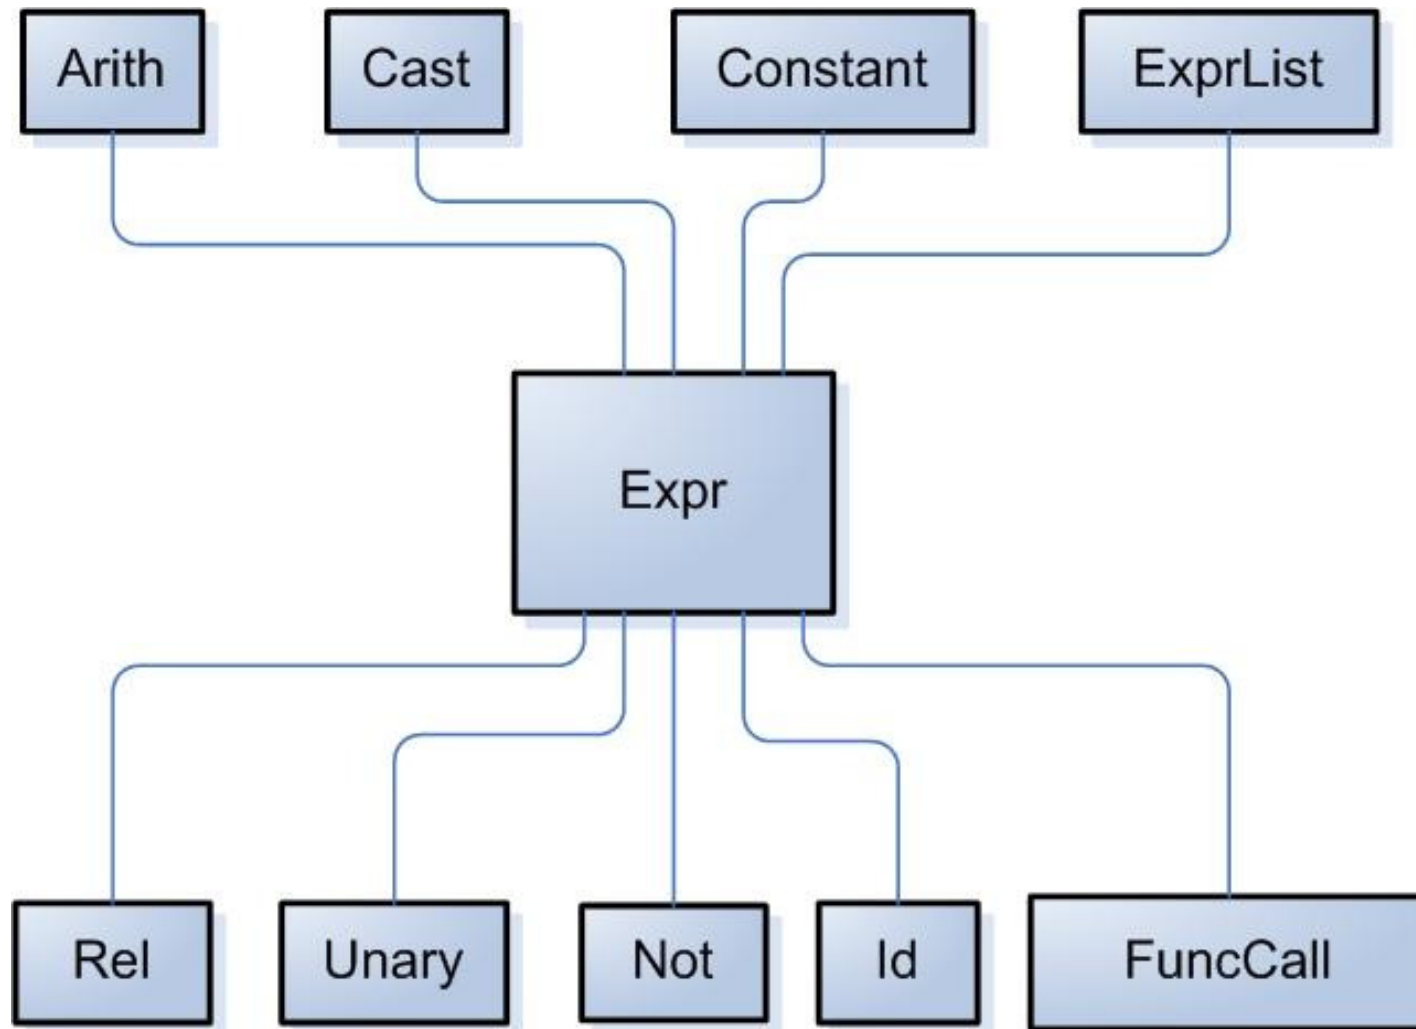 Arith
Cast
Constant
ExprList
Expr
Rel
Unary
Not
Id
FuncCall